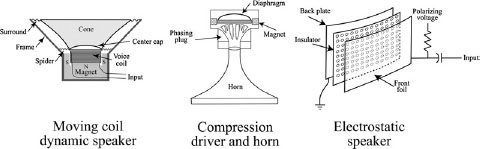 Surround
Cone
Center cap
Frame
Spider
Voice
coil
S
N
S
Magnet
Input
Moving coil
dynamic speaker
Diaphragm
Phasing
plug
Magnet
Horn
Compression
driver and horn
Back plate
Insulator
Polarizing
voltage
Input
Front
foil
Electrostatic
speaker